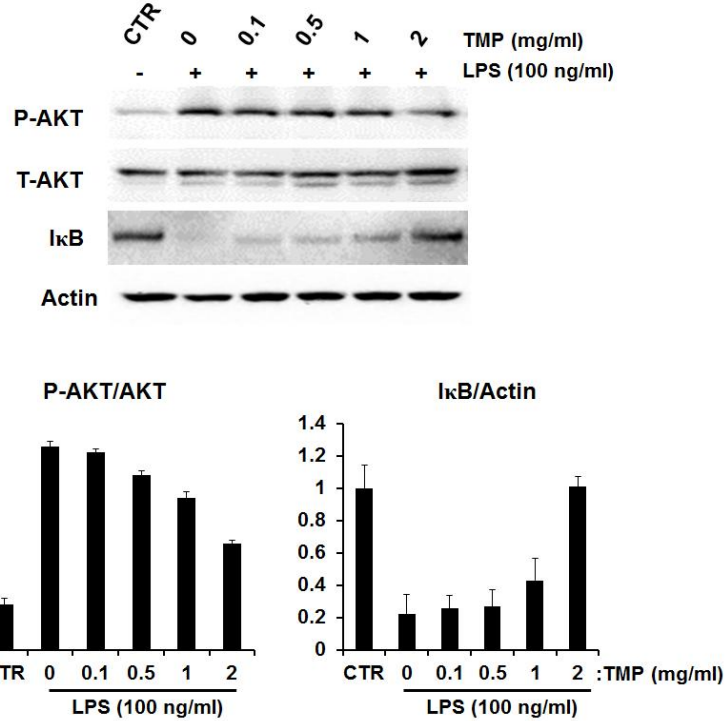 CTR 0 0.1 0.5 1 2 TMP (mg/ml)
- + + + + + LPS (100 ng/ml)
P-AKT
T-AKT
IκB
Actin
P-AKT/AKT
TR 0 0.1 0.5 1 2
LPS (100 ng/ml)
IκB/Actin
1.4
1.2
1
0.8
0.6
0.4
0.2
0
CTR 0 0.1 0.5 1 2 :TMP (mg/ml)
LPS (100 ng/ml)